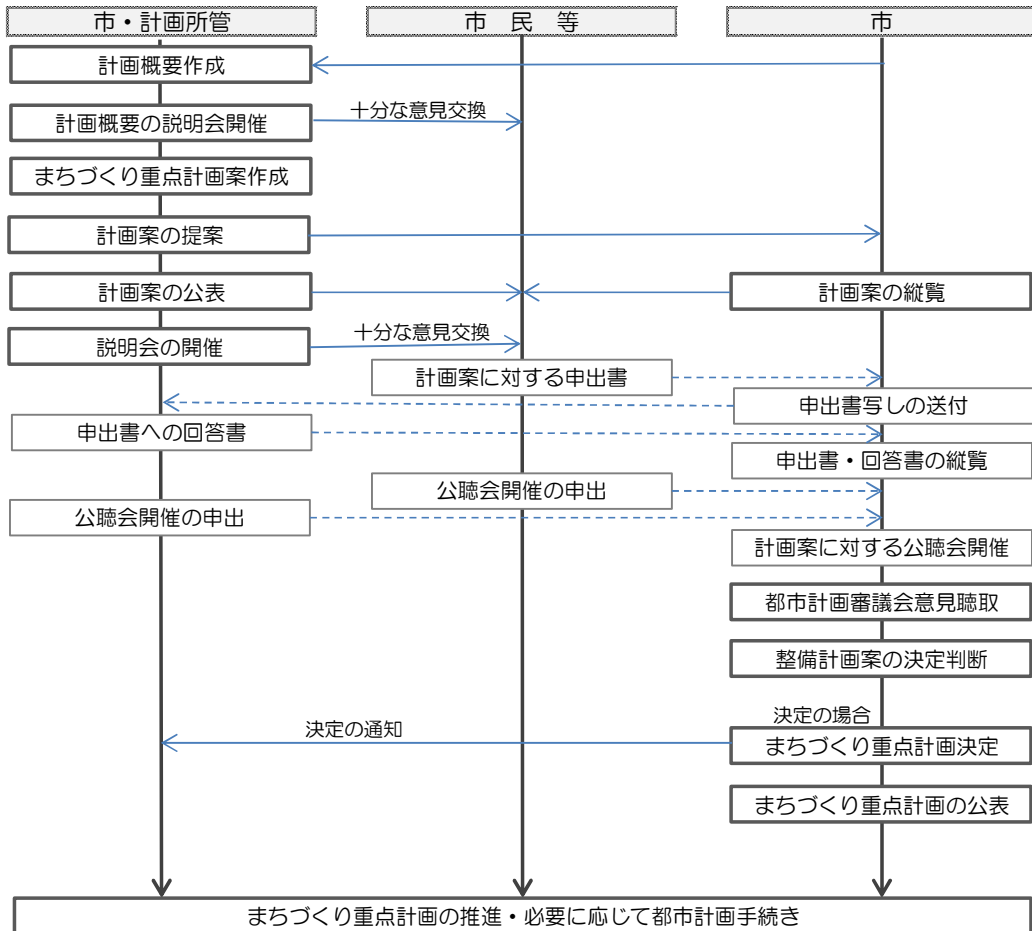 市・計画所管
市　民　等
市
計画概要作成
十分な意見交換
計画概要の説明会開催
まちづくり重点計画案作成
計画案の提案
計画案の公表
計画案の縦覧
十分な意見交換
説明会の開催
計画案に対する申出書
申出書写しの送付
申出書への回答書
申出書・回答書の縦覧
公聴会開催の申出
公聴会開催の申出
計画案に対する公聴会開催
都市計画審議会意見聴取
整備計画案の決定判断
決定の場合
決定の通知
まちづくり重点計画決定
まちづくり重点計画の公表
まちづくり重点計画の推進・必要に応じて都市計画手続き